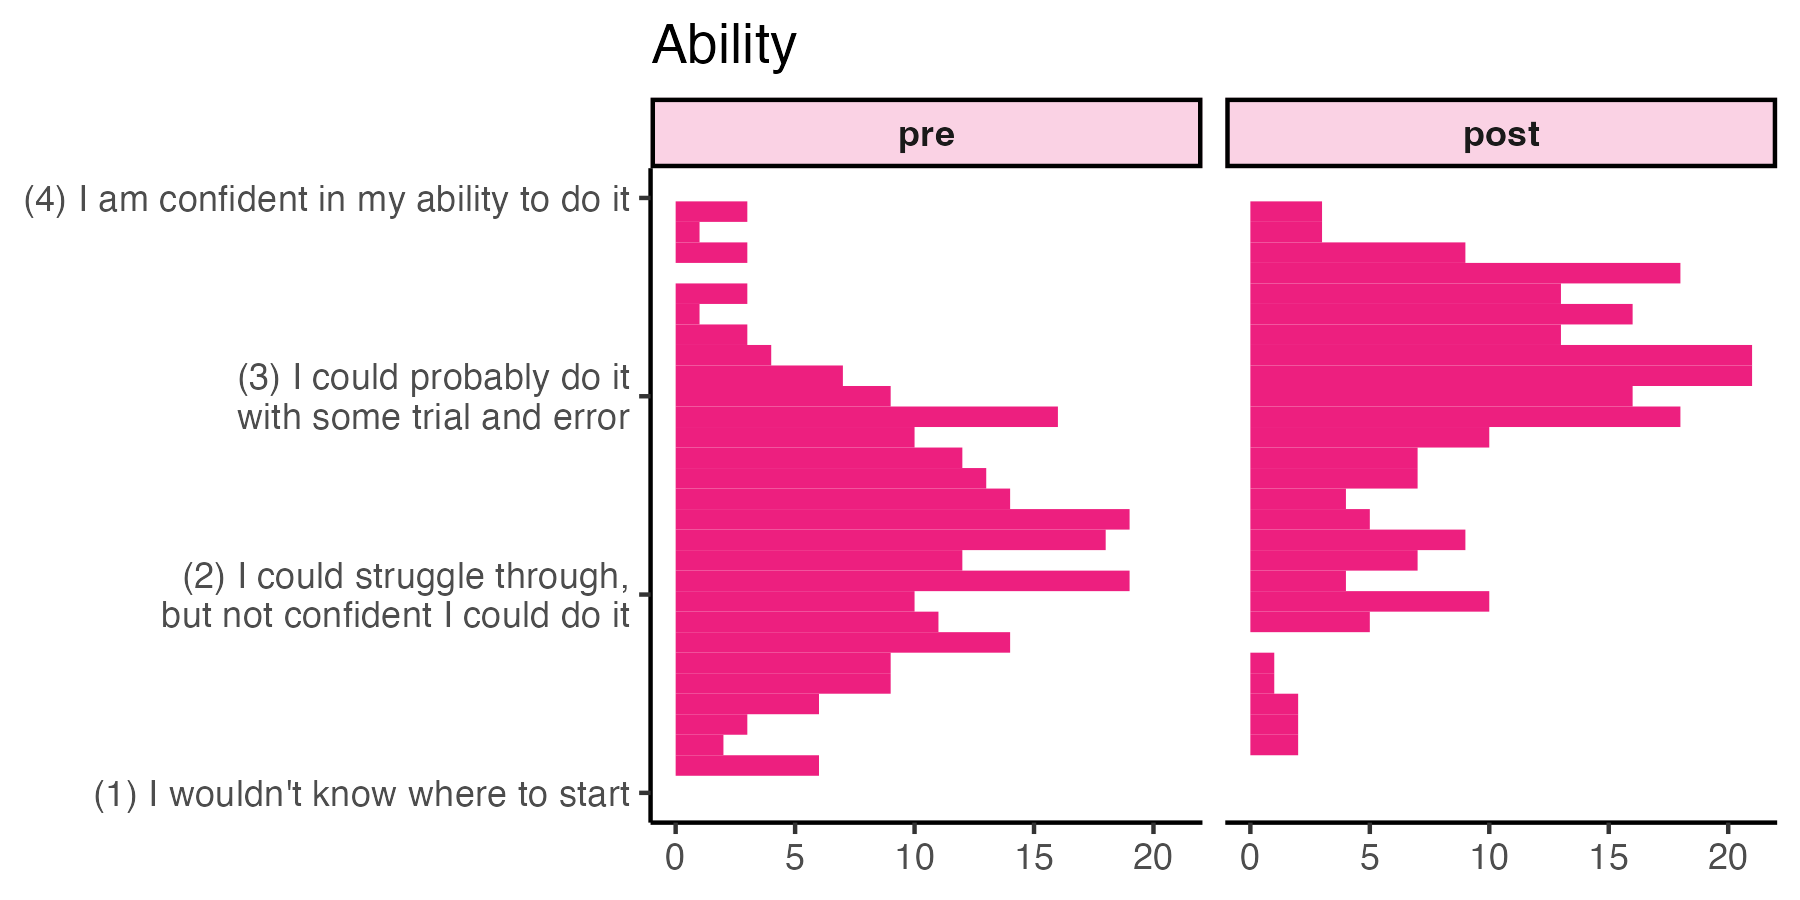 Ability
pre
post
(4) I am confident in my ability to do it
(3) I could probably do it
with some trial and error
(2) I could struggle through,
but not confident I could do it
(1) I wouldn't know where to start
0 5 10 15 20
0 5 10 15 20